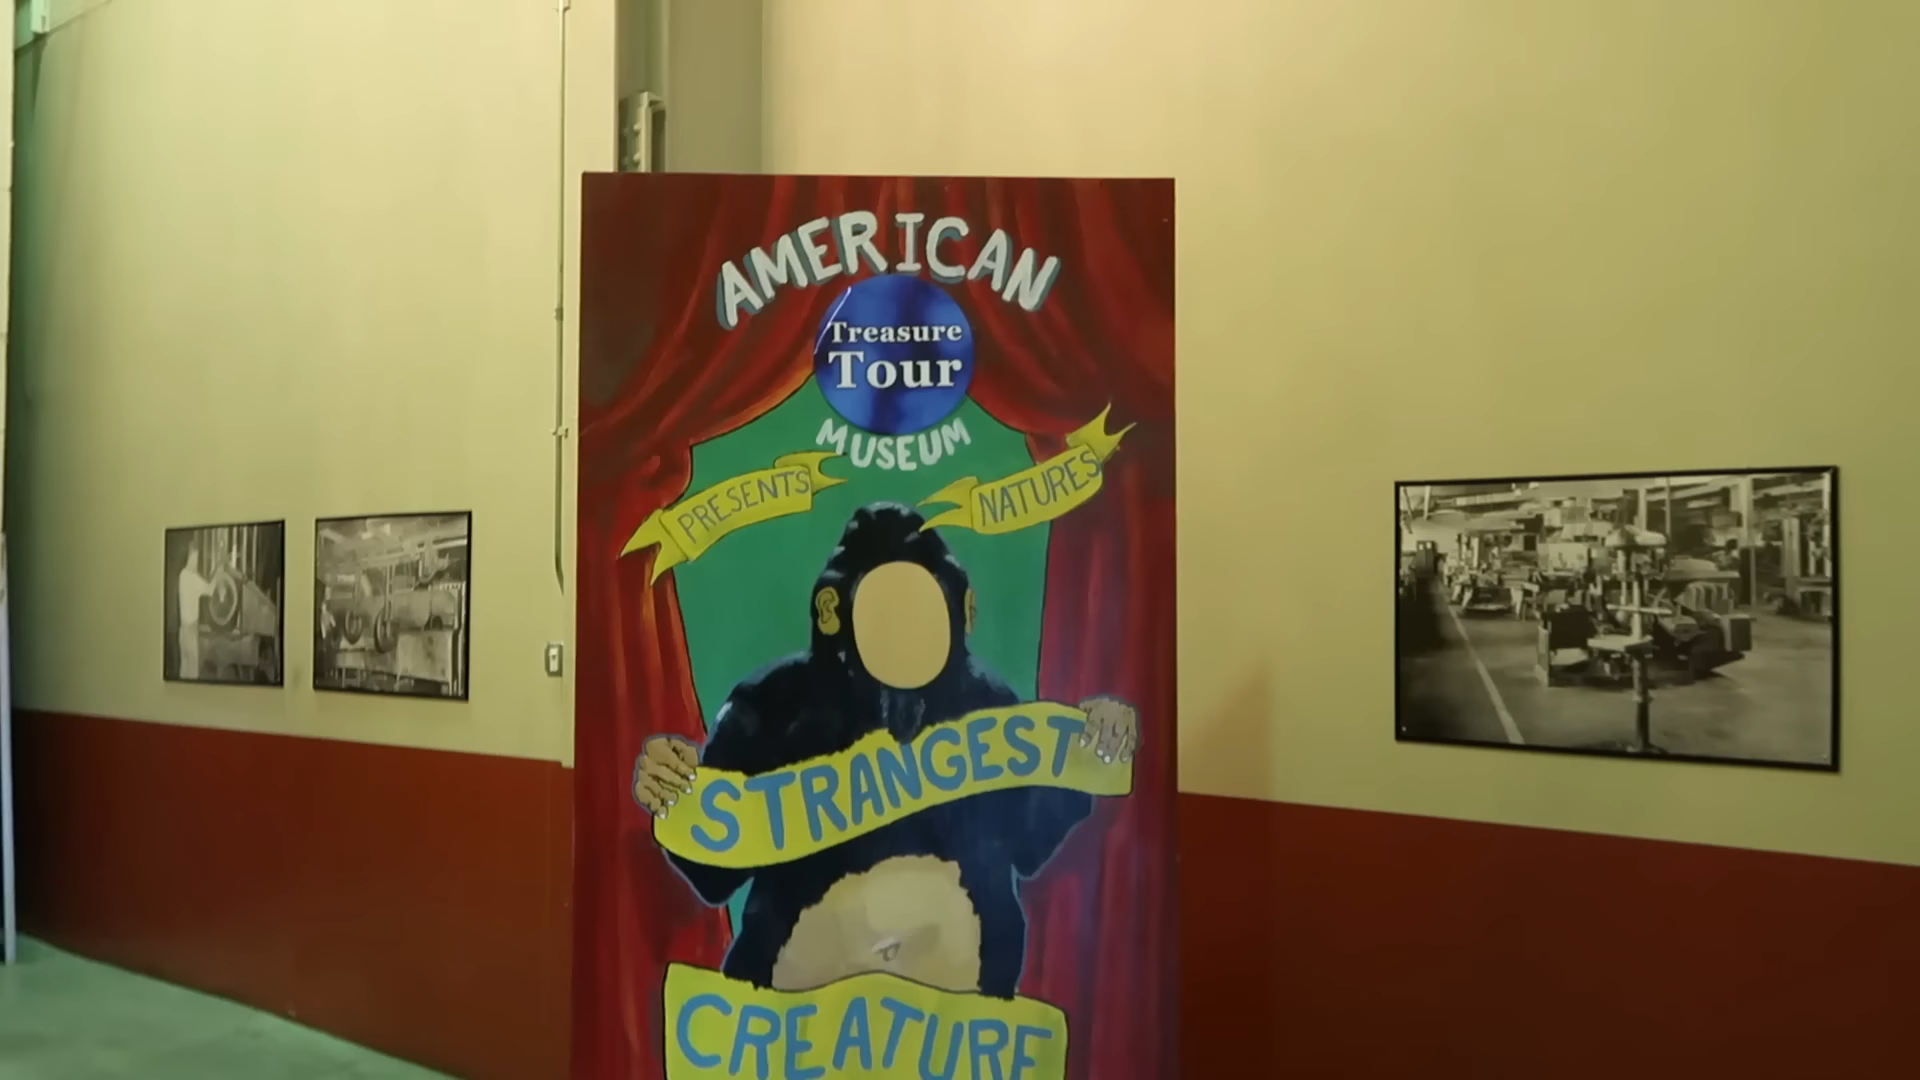 AMERICAN
Treasure
Tour
MUSEUM
PRESENTS NATURES
STRANGEST
CREATURE